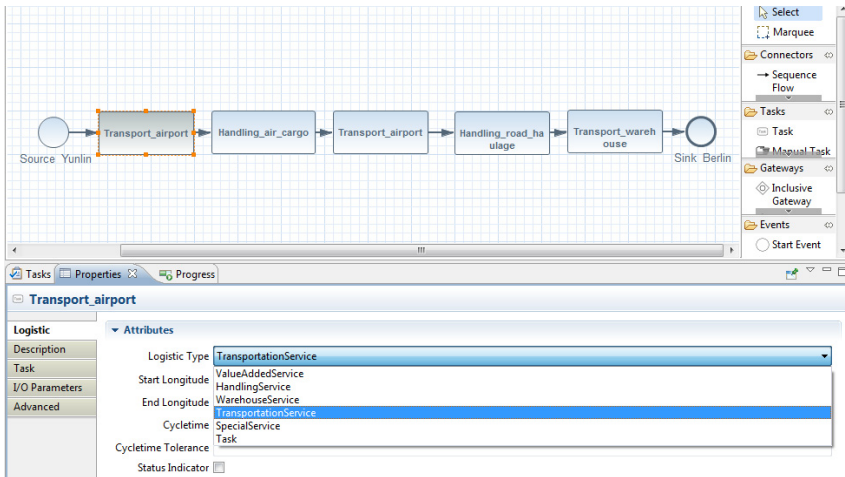 Select
Marquee
Connectors
Sequence
Flow
Tasks
Task
Manual Task
Gateways
Inclusive
Gateway
Events
Start Event
Transport_airport
Handling_air_cargo
Transport_airport
Handling_road_ha
ulage
Transport_wareh
ouse
Source Yunlin
Sink Berlin
Tasks
Properties
Progress
Transport_airport
Logistic
Description
Task
I/O Parameters
Advanced
Attributes
Logistic Type TransportationService
Start Longitude
End Longitude
Cycletime
Cycletime Tolerance
Status Indicator
ValueAddedService
HandlingService
WarehouseService
TransportationService
SpecialService
Task